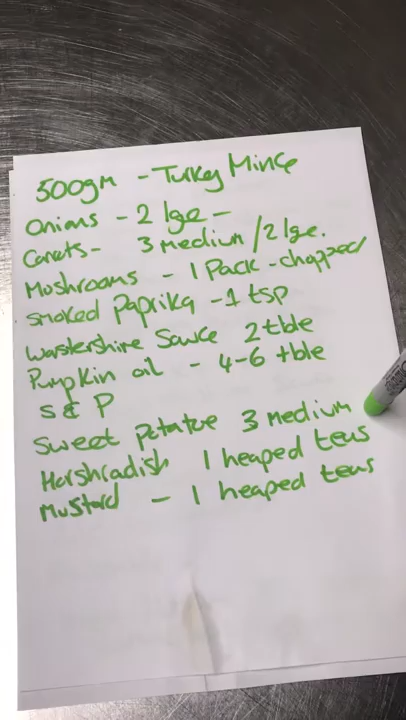 500gm - Turkey Mince
Onions - 2 lge -
Carrots - 3 medium / 2 lge.
Mushrooms - 1 Pack - chopped
Smoked Paprika - 1 tsp
Worstershire Sauce 2 tble
Pumpkin oil - 4-6 tble
S & P
Sweet Potatoe 3 Medium
Horshradish 1 heaped teas
Mustard - 1 heaped teas